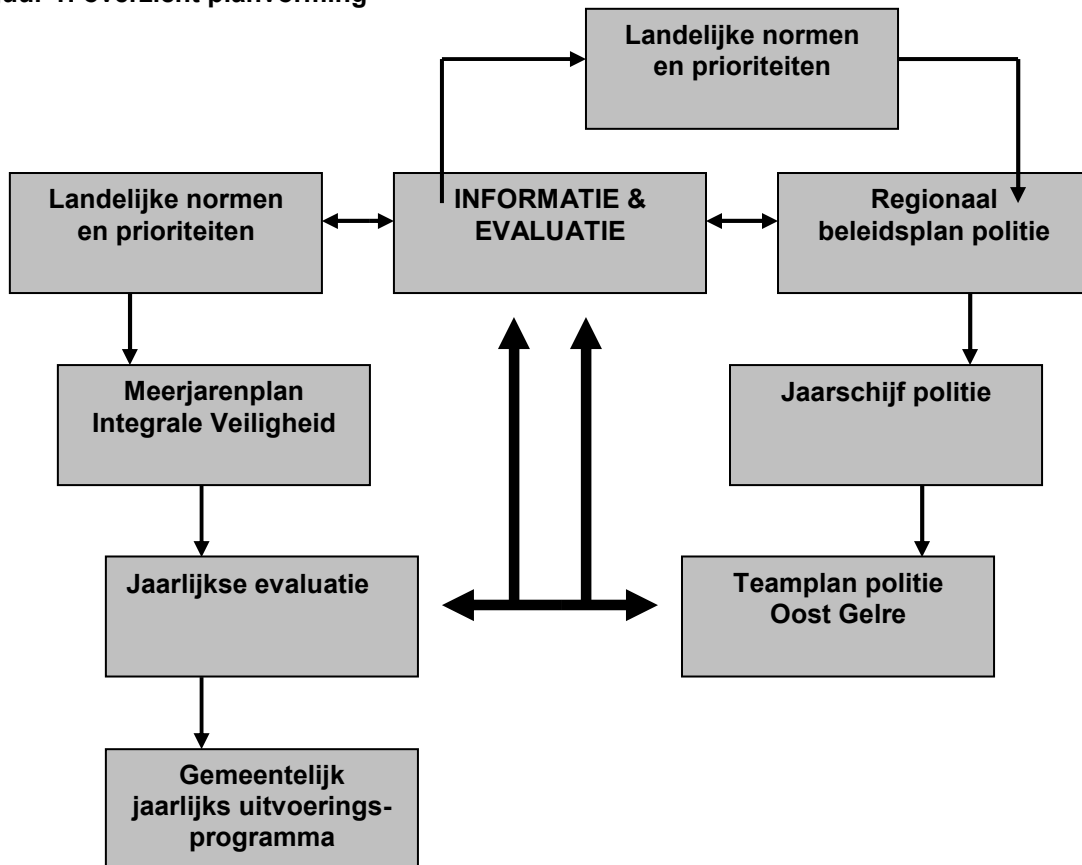 1: overzicht planvorming
Landelijke normen
en prioriteiten
Landelijke normen
en prioriteiten
INFORMATIE &
EVALUATIE
Regionaal
beleidsplan politie
Meerjarenplan
Integrale Veiligheid
Jaarschijf politie
Jaarlijkse evaluatie
Teamplan politie
Oost Gelre
Gemeentelijk
jaarlijks uitvoerings-
programma